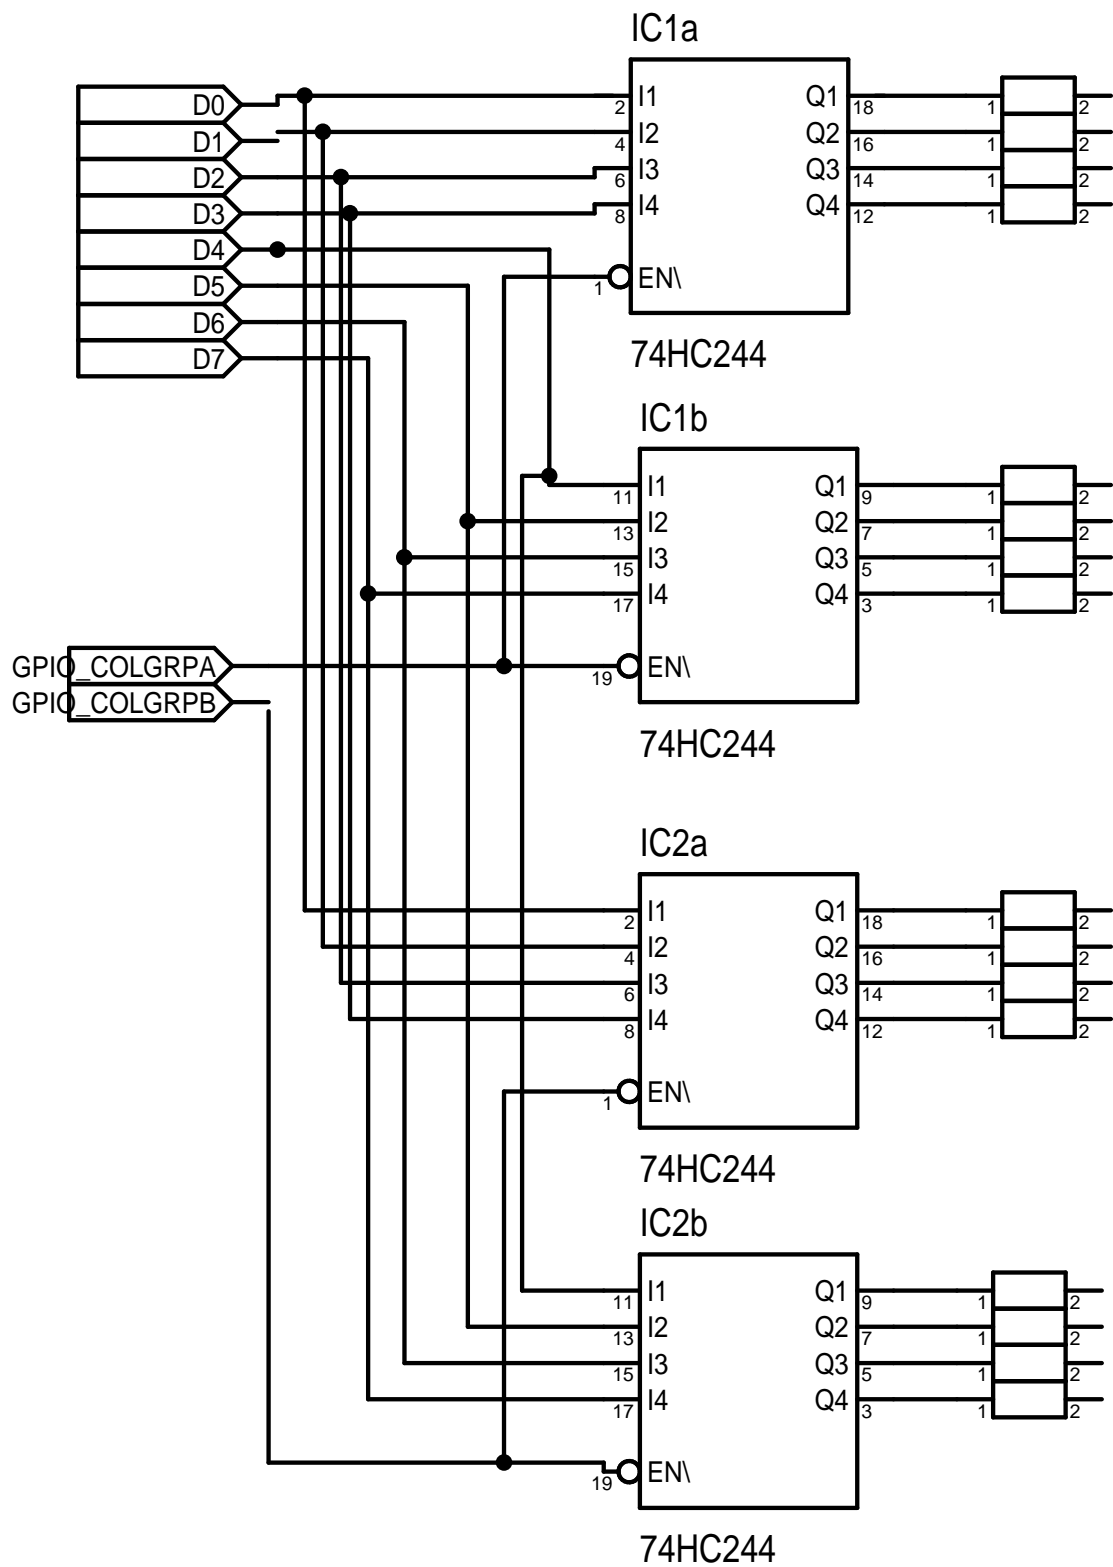 IC1a
D0
D1
D2
D3
D4
D5
D6
D7
I1 Q1
2 18 1 2
I2 Q2
4 16 1 2
I3 Q3
6 14 1 2
I4 Q4
8 12 1 2
EN\
1
74HC244
IC1b
I1 Q1
11 9 1 2
I2 Q2
13 7 1 2
I3 Q3
15 5 1 2
I4 Q4
17 3 1 2
GPIO_COLGRPA
EN\
19
GPIO_COLGRPB
74HC244
IC2a
I1 Q1
2 18 1 2
I2 Q2
4 16 1 2
I3 Q3
6 14 1 2
I4 Q4
8 12 1 2
EN\
1
74HC244
IC2b
I1 Q1
11 9 1 2
I2 Q2
13 7 1 2
I3 Q3
15 5 1 2
I4 Q4
17 3 1 2
EN\
19
74HC244